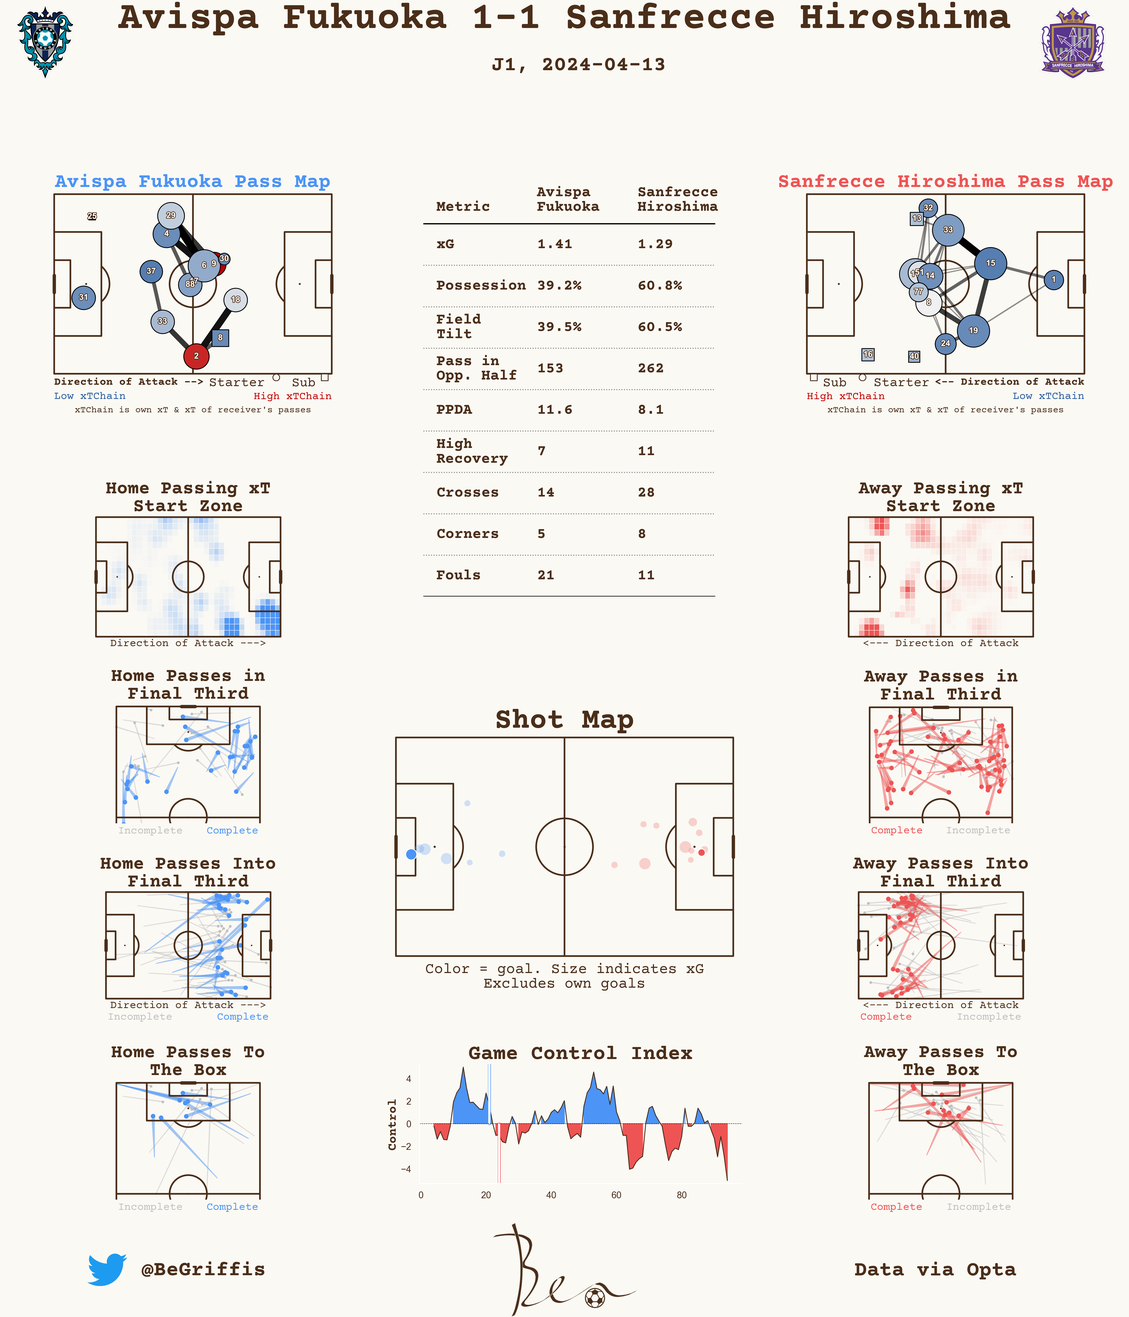 Avispa Fukuoka 1-1 Sanfrecce Hiroshima
J1, 2024-04-13
SANFRECCE HIROSHIMA
Avispa Fukuoka Pass Map
25
29
4
6
9
30
37
88
31
18
33
8
2
Direction of Attack --> Starter Sub
Low xTChain High xTChain
xTChain is own xT & xT of receiver's passes
Metric Avispa Fukuoka Sanfrecce Hiroshima
xG 1.41 1.29
Possession 39.2% 60.8%
Field Tilt 39.5% 60.5%
Pass in Opp. Half 153 262
PPDA 11.6 8.1
High Recovery 7 11
Crosses 14 28
Corners 5 8
Fouls 21 11
Sanfrecce Hiroshima Pass Map
32
13
33
15
51
14
1
77
8
19
24
16
40
Sub Starter <-- Direction of Attack
High xTChain Low xTChain
xTChain is own xT & xT of receiver's passes
Home Passing xT
Start Zone
Direction of Attack --->
Away Passing xT
Start Zone
<--- Direction of Attack
Home Passes in
Final Third
Incomplete Complete
Shot Map
Color = goal. Size indicates xG
Excludes own goals
Away Passes in
Final Third
Complete Incomplete
Home Passes Into
Final Third
Direction of Attack --->
Incomplete Complete
Away Passes Into
Final Third
<--- Direction of Attack
Complete Incomplete
Home Passes To
The Box
Incomplete Complete
Game Control Index
Control
4
2
0
−2
−4
0 20 40 60 80
Away Passes To
The Box
Complete Incomplete
@BeGriffis
Bea
Data via Opta